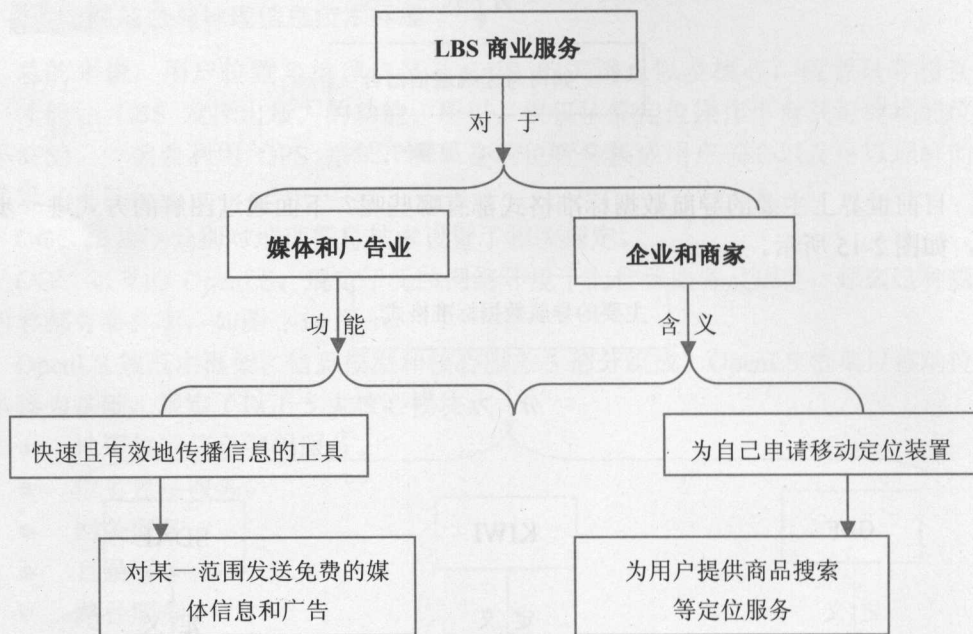 LBS 商业服务
对 于
媒体和广告业
企业和商家
功 能
含 义
快速且有效地传播信息的工具
为自己申请移动定位装置
对某一范围发送免费的媒
体信息和广告
为用户提供商品搜索
等定位服务